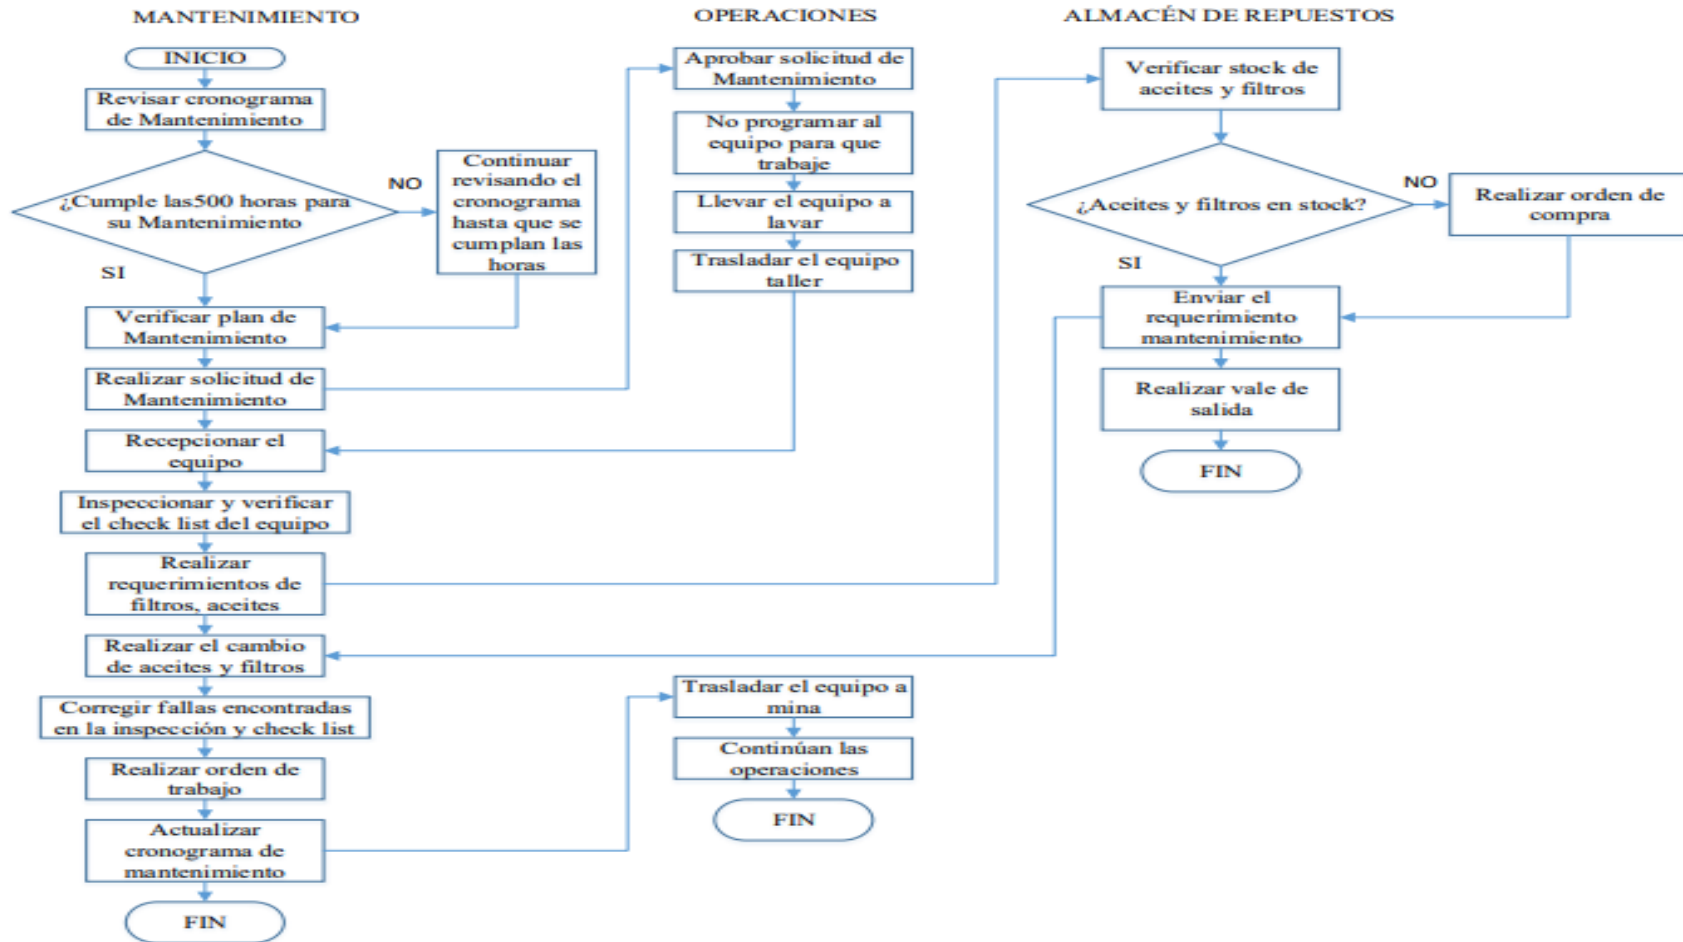 MANTENIMIENTO
INICIO
Revisar cronograma
de Mantenimiento
¿Cumple las500 horas para
su Mantenimiento
NO
Continuar
revisando el
cronograma
hasta que se
cumplan las
horas
SI
Verificar plan de
Mantenimiento
Realizar solicitud de
Mantenimiento
Recepcionar el
equipo
Inspeccionar y verificar
el check list del equipo
Realizar
requerimientos de
filtros, aceites
Realizar el cambio
de aceites y filtros
Corregir fallas encontradas
en la inspección y check list
Realizar orden de
trabajo
Actualizar
cronograma de
mantenimiento
FIN
OPERACIONES
Aprobar solicitud de
Mantenimiento
No programar al
equipo para que
trabaje
Llevar el equipo a
lavar
Trasladar el equipo
taller
Trasladar el equipo a
mina
Continúan las
operaciones
FIN
ALMACÉN DE REPUESTOS
Verificar stock de
aceites y filtros
¿Aceites y filtros en stock?
NO
Realizar orden de
compra
SI
Enviar el
requerimiento
mantenimiento
Realizar vale de
salida
FIN